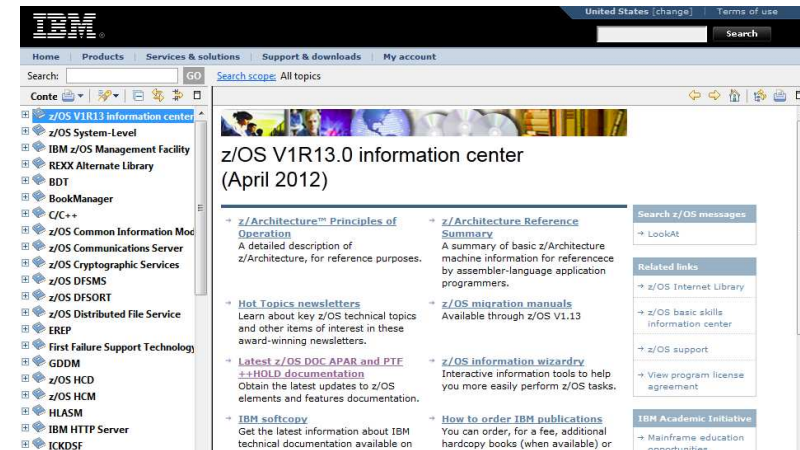 United States [change] | Terms of use
IBM®
Search
Home | Products | Services & solutions | Support & downloads | My account
Search: GO Search scope: All topics
Conte
z/OS V1R13 information center
z/OS System-Level
IBM z/OS Management Facility
REXX Alternate Library
BDT
BookManager
C/C++
z/OS Common Information Mod
z/OS Communications Server
z/OS Cryptographic Services
z/OS DFSMS
z/OS DFSORT
z/OS Distributed File Service
EREP
First Failure Support Technology
GDDM
z/OS HCD
z/OS HCM
HLASM
IBM HTTP Server
ICKDSF
z/OS V1R13.0 information center
(April 2012)
z/Architecture™ Principles of
Operation
A detailed description of
z/Architecture, for reference purposes.
z/Architecture Reference
Summary
A summary of basic z/Architecture
machine information for referencece
by assembler-language application
programmers.
Hot Topics newsletters
Learn about key z/OS technical topics
and other items of interest in these
award-winning newsletters.
z/OS migration manuals
Available through z/OS V1.13
Latest z/OS DOC APAR and PTF
++HOLD documentation
Obtain the latest updates to z/OS
elements and features documentation.
z/OS information wizardry
Interactive information tools to help
you more easily perform z/OS tasks.
IBM softcopy
Get the latest information about IBM
technical documentation available on
How to order IBM publications
You can order, for a fee, additional
hardcopy books (when available) or
Search z/OS messages
LookAt
Related links
z/OS Internet Library
z/OS basic skills
information center
z/OS support
View program license
agreement
IBM Academic Initiative
Mainframe education
opportunities